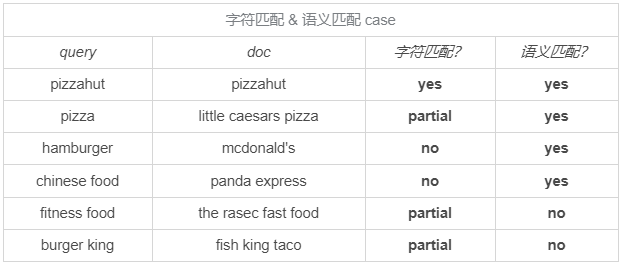 字符匹配 & 语义匹配 case
query doc 字符匹配? 语义匹配?
pizzahut pizzahut yes yes
pizza little caesars pizza partial yes
hamburger mcdonald's no yes
chinese food panda express no yes
fitness food the rasec fast food partial no
burger king fish king taco partial no